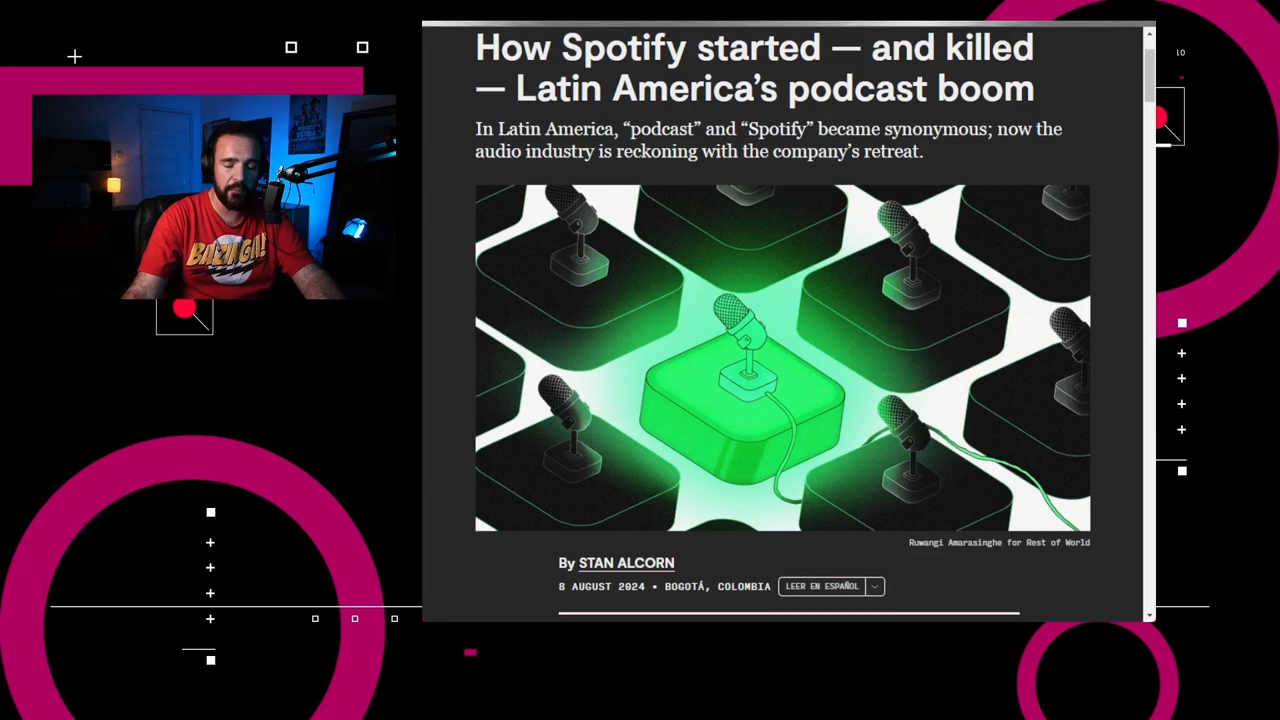 How Spotify started — and killed
— Latin America’s podcast boom
In Latin America, “podcast” and “Spotify” became synonymous; now the
audio industry is reckoning with the company’s retreat.
BAZINGA!
Ruwangi Amarasinghe for Rest of World
By STAN ALCORN
8 AUGUST 2024 • BOGOTÁ, COLOMBIA LEER EN ESPAÑOL
10